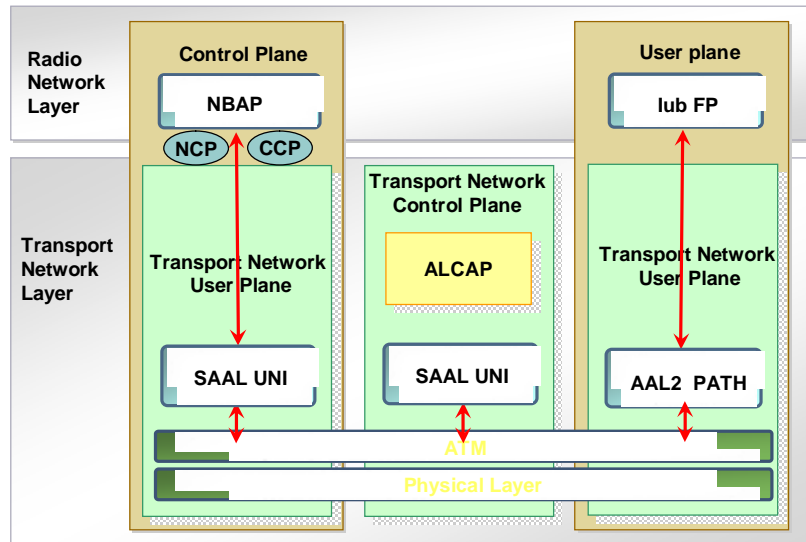 Radio
Network
Layer
Control Plane
NBAP
NCP
CCP
User plane
Iub FP
Transport
Network
Layer
Transport Network
User Plane
SAAL UNI
Transport Network
Control Plane
ALCAP
SAAL UNI
Transport Network
User Plane
AAL2 PATH
ATM
Physical Layer